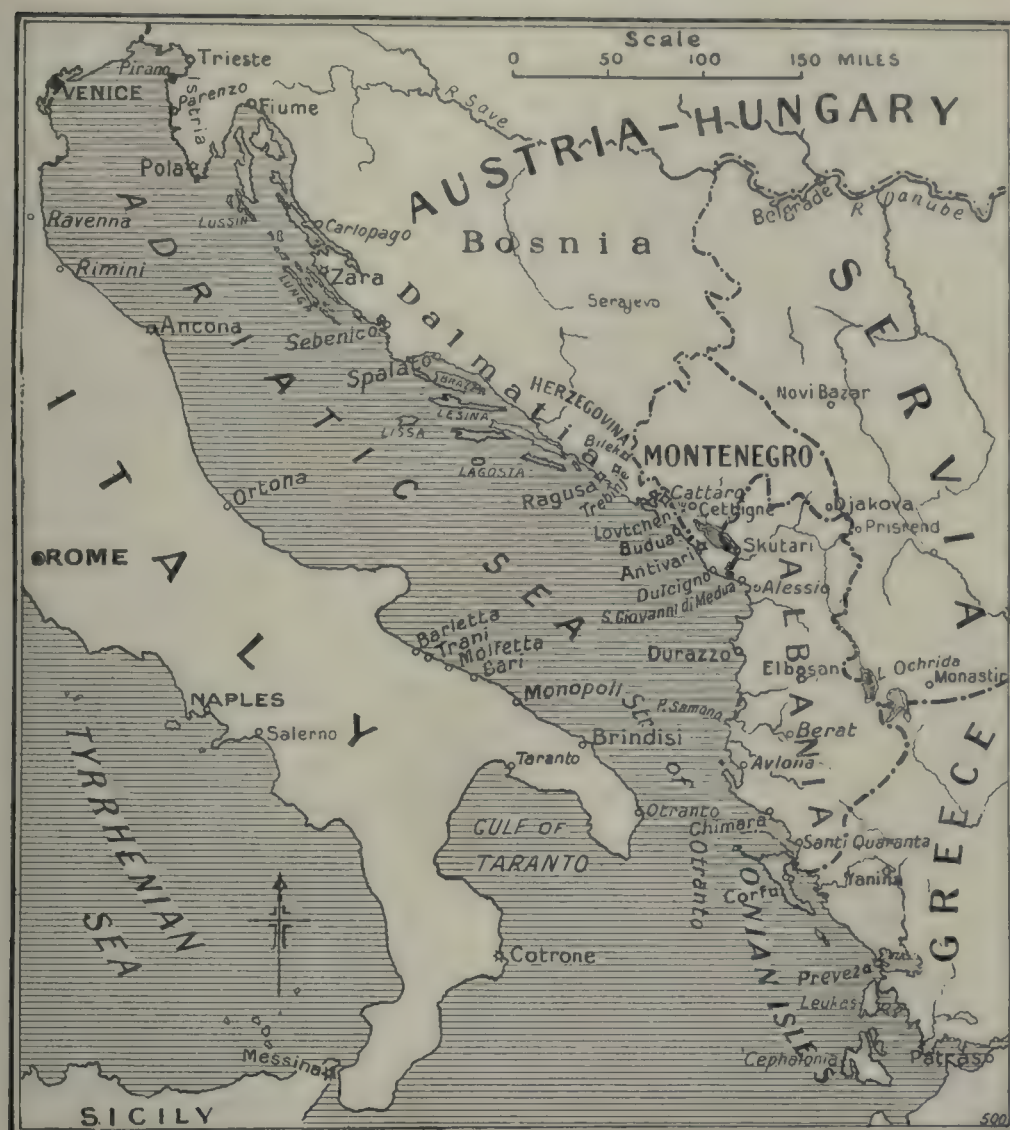 Scale
0 50 100 150 MILES
Trieste
Pirano
VENICE
Istria
Parenzo
Fiume
R. Save
AUSTRIA-HUNGARY
Pola
Belgrade
R. Danube
Ravenna
LUSSIN
Carlopago
Bosnia
Rimini
Zara
LUNGA
Dalmatia
Serajevo
SERVIA
Ancona
Sebenico
ADRIATIC SEA
Spalato
BRAZZA
HERZEGOVINA
Novi Bazar
LESINA
LISSA
Bilek
ITALY
LAGOSTA
MONTENEGRO
Ragusa
Trebinje
Cattaro
Cettigne
Djakova
Ortona
Lovtchen
Prisrend
Budua
Skutari
ROME
Antivari
Dulcigno
Alessio
S. Giovanni di Medua
ALBANIA
Barletta
Trani
Molfetta
Bari
Durazzo
Elbasan
L. Ochrida
Monastir
NAPLES
Monopoli
P. Samana
Salerno
Brindisi
Berat
Str. of Otranto
Taranto
Avlona
TYRRHENIAN SEA
Otranto
GULF OF
TARANTO
Chimara
Santi Quaranta
GREECE
Corfu
Yanina
IONIAN ISLES
Cotrone
Preveza
Leukas
Messina
Cephalonia
Patraso
SICILY
500